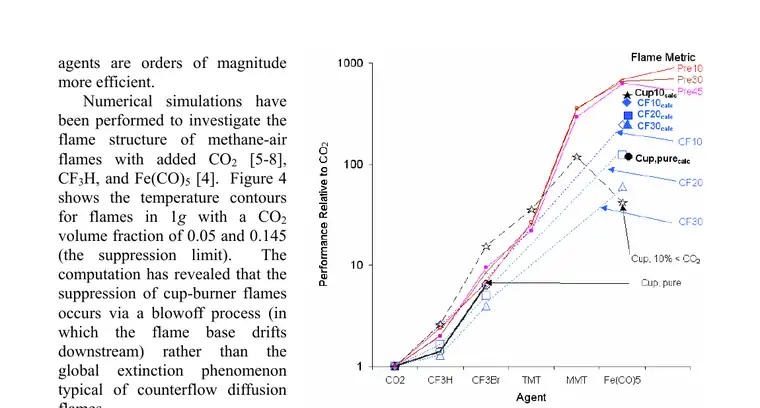 agents are orders of magnitude
more efficient.
Numerical simulations have
been performed to investigate the
flame structure of methane-air
flames with added CO2 [5-8],
CF3H, and Fe(CO)5 [4]. Figure 4
shows the temperature contours
for flames in 1g with a CO2
volume fraction of 0.05 and 0.145
(the suppression limit). The
computation has revealed that the
suppression of cup-burner flames
occurs via a blowoff process (in
which the flame base drifts
downstream) rather than the
global extinction phenomenon
typical of counterflow diffusion
flames.
Performance Relative to CO2
1000
100
10
1
Flame Metric
Pre10
Pre30
Pre45
Cup10calc
CF10calc
CF20calc
CF30calc
CF10
Cup,purecalc
CF20
CF30
Cup, 10% < CO2
Cup, pure
CO2 CF3H CF3Br TMT MMT Fe(CO)5
Agent